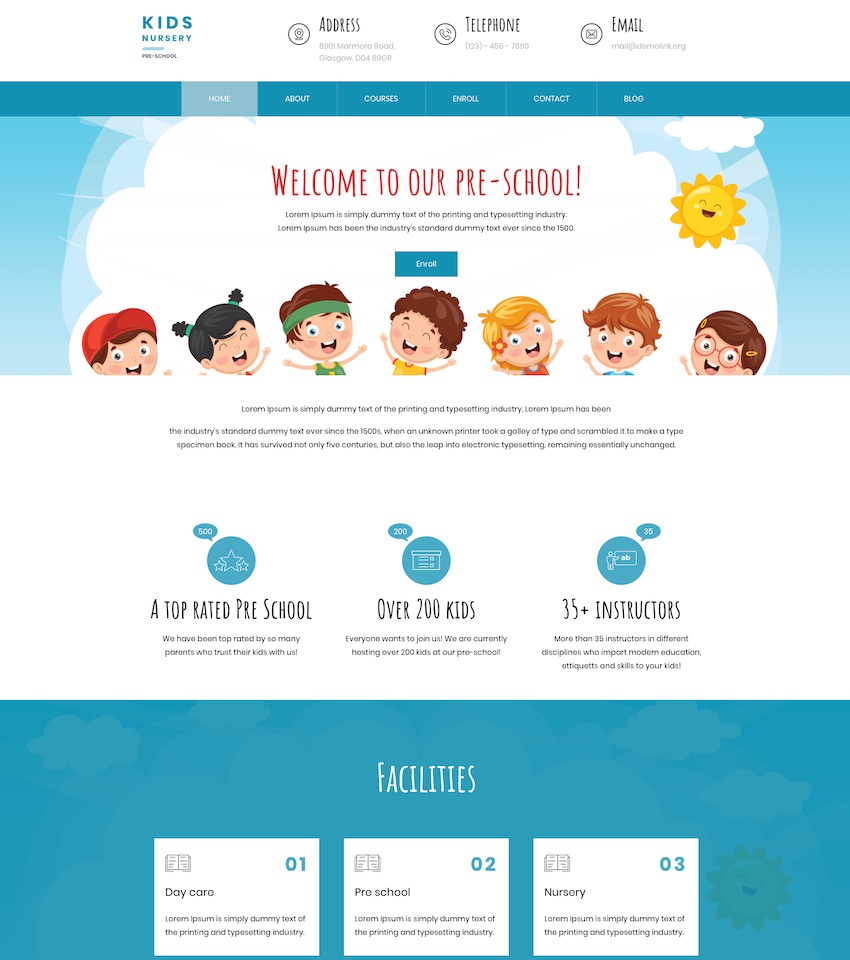 KIDS
NURSERY
PRE-SCHOOL
Address
8901 Marmora Road,
Glasgow, D04 89GR
Telephone
(123) - 456 - 7890
Email
mail@demolink.org
HOME
ABOUT
COURSES
ENROLL
CONTACT
BLOG
Welcome to our pre-school!
Lorem Ipsum is simply dummy text of the printing and typesetting industry.
Lorem Ipsum has been the industry's standard dummy text ever since the 1500.
Enroll
Lorem Ipsum is simply dummy text of the printing and typesetting industry. Lorem Ipsum has been
the industry's standard dummy text ever since the 1500s, when an unknown printer took a galley of type and scrambled it to make a type
specimen book. It has survived not only five centuries, but also the leap into electronic typesetting, remaining essentially unchanged.
500
A top rated Pre School
We have been top rated by so many
parents who trust their kids with us!
200
Over 200 kids
Everyone wants to join us! We are currently
hosting over 200 kids at our pre-school!
35
ab
35+ instructors
More than 35 instructors in different
disciplines who impart modern education,
ettiquetts and skills to your kids!
Facilities
01
Day care
Lorem Ipsum is simply dummy text of
the printing and typesetting industry.
02
Pre school
Lorem Ipsum is simply dummy text of
the printing and typesetting industry.
03
Nursery
Lorem Ipsum is simply dummy text of
the printing and typesetting industry.